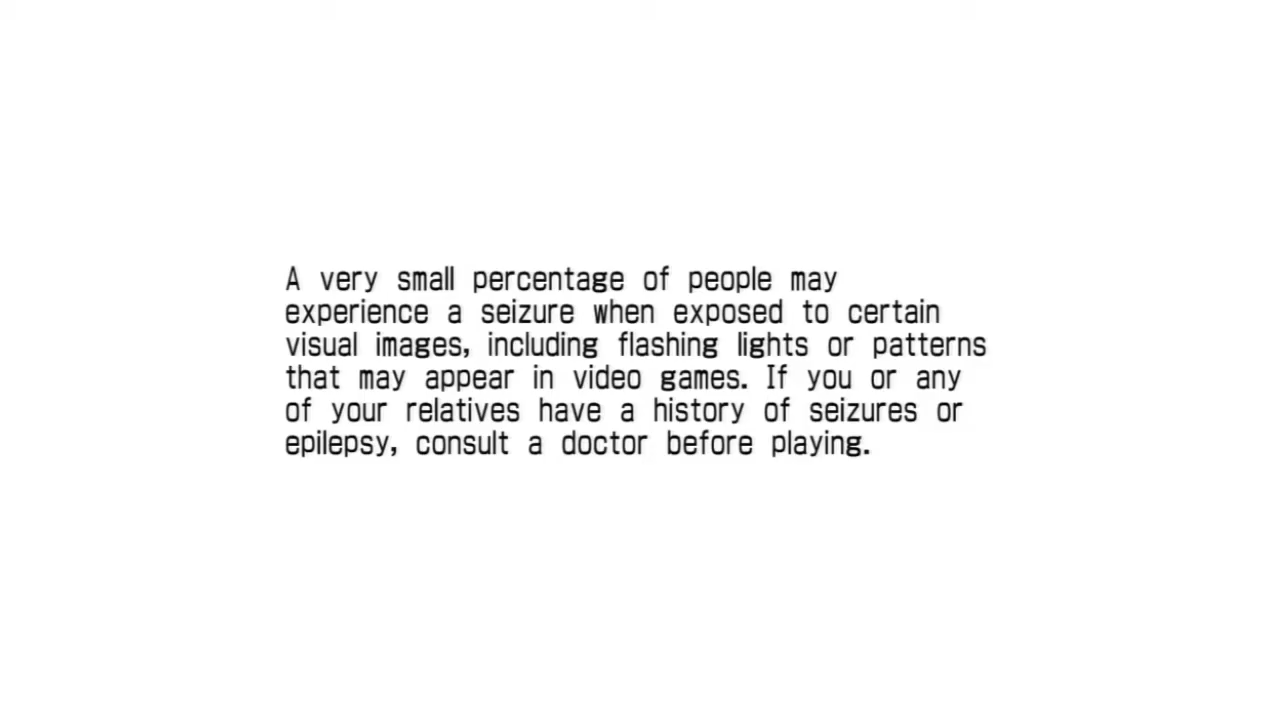 A very small percentage of people may
experience a seizure when exposed to certain
visual images, including flashing lights or patterns
that may appear in video games. If you or any
of your relatives have a history of seizures or
epilepsy, consult a doctor before playing.